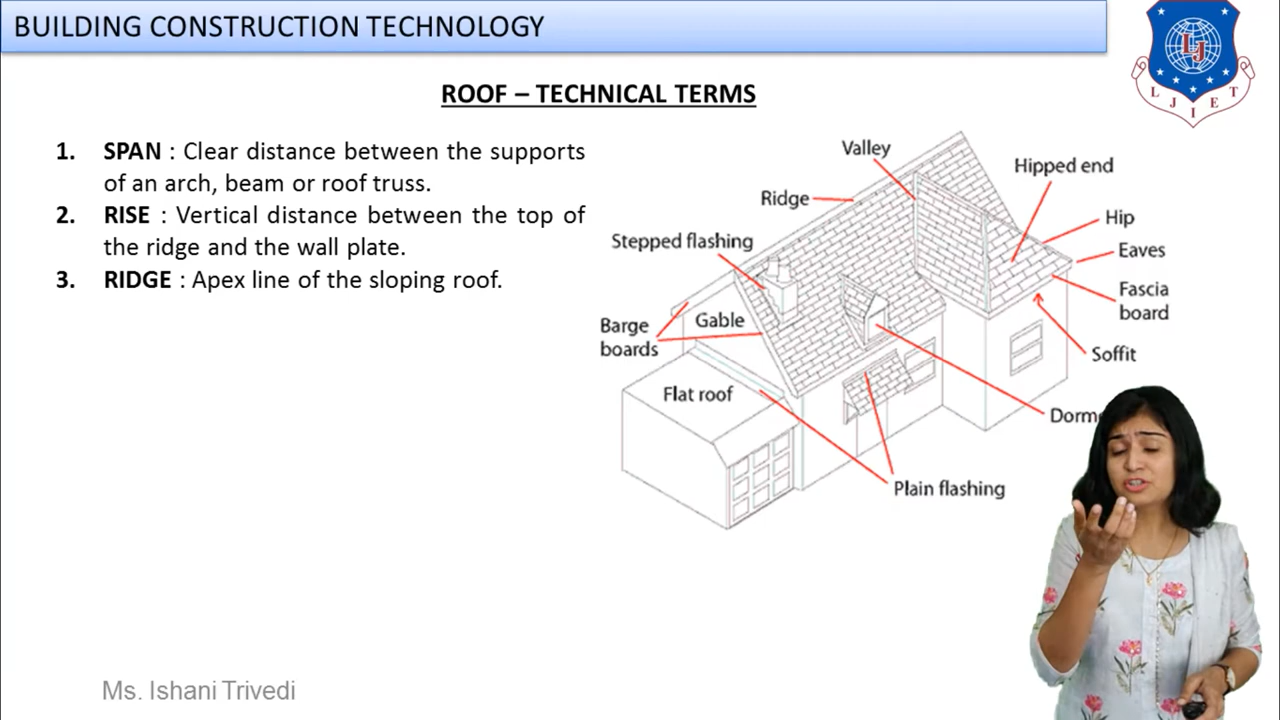 BUILDING CONSTRUCTION TECHNOLOGY
LJIET
ROOF – TECHNICAL TERMS
1. SPAN : Clear distance between the supports
of an arch, beam or roof truss.
2. RISE : Vertical distance between the top of
the ridge and the wall plate.
3. RIDGE : Apex line of the sloping roof.
Valley
Hipped end
Ridge
Hip
Stepped flashing
Eaves
Fascia
board
Gable
Barge
boards
Soffit
Flat roof
Plain flashing
Ms. Ishani Trivedi